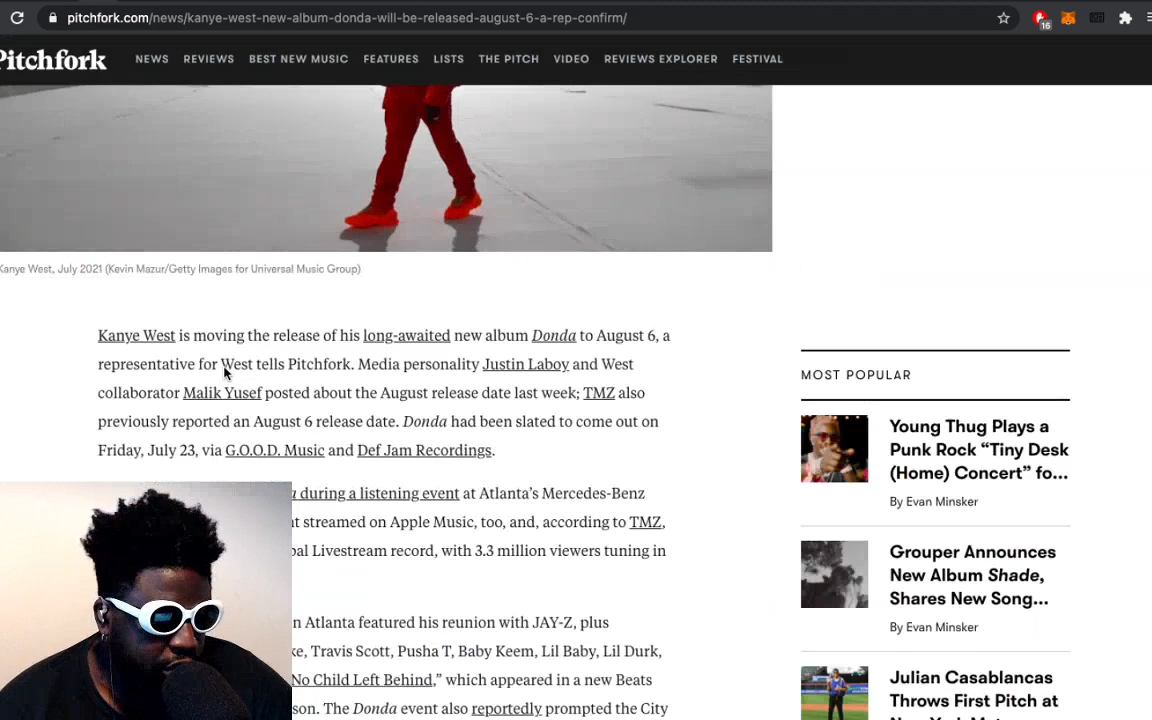 pitchfork.com/news/kanye-west-new-album-donda-will-be-released-august-6-a-rep-confirm/
16
Pitchfork
NEWS REVIEWS BEST NEW MUSIC FEATURES LISTS THE PITCH VIDEO REVIEWS EXPLORER FESTIVAL
Kanye West, July 2021 (Kevin Mazur/Getty Images for Universal Music Group)
Kanye West is moving the release of his long-awaited new album Donda to August 6, a
representative for West tells Pitchfork. Media personality Justin Laboy and West
collaborator Malik Yusef posted about the August release date last week; TMZ also
previously reported an August 6 release date. Donda had been slated to come out on
Friday, July 23, via G.O.O.D. Music and Def Jam Recordings.
a during a listening event at Atlanta's Mercedes-Benz
nt streamed on Apple Music, too, and, according to TMZ,
bal Livestream record, with 3.3 million viewers tuning in
n Atlanta featured his reunion with JAY-Z, plus
ke, Travis Scott, Pusha T, Baby Keem, Lil Baby, Lil Durk,
No Child Left Behind,” which appeared in a new Beats
son. The Donda event also reportedly prompted the City
MOST POPULAR
Young Thug Plays a
Punk Rock “Tiny Desk
(Home) Concert” fo...
By Evan Minsker
Grouper Announces
New Album Shade,
Shares New Song...
By Evan Minsker
Julian Casablancas
Throws First Pitch at